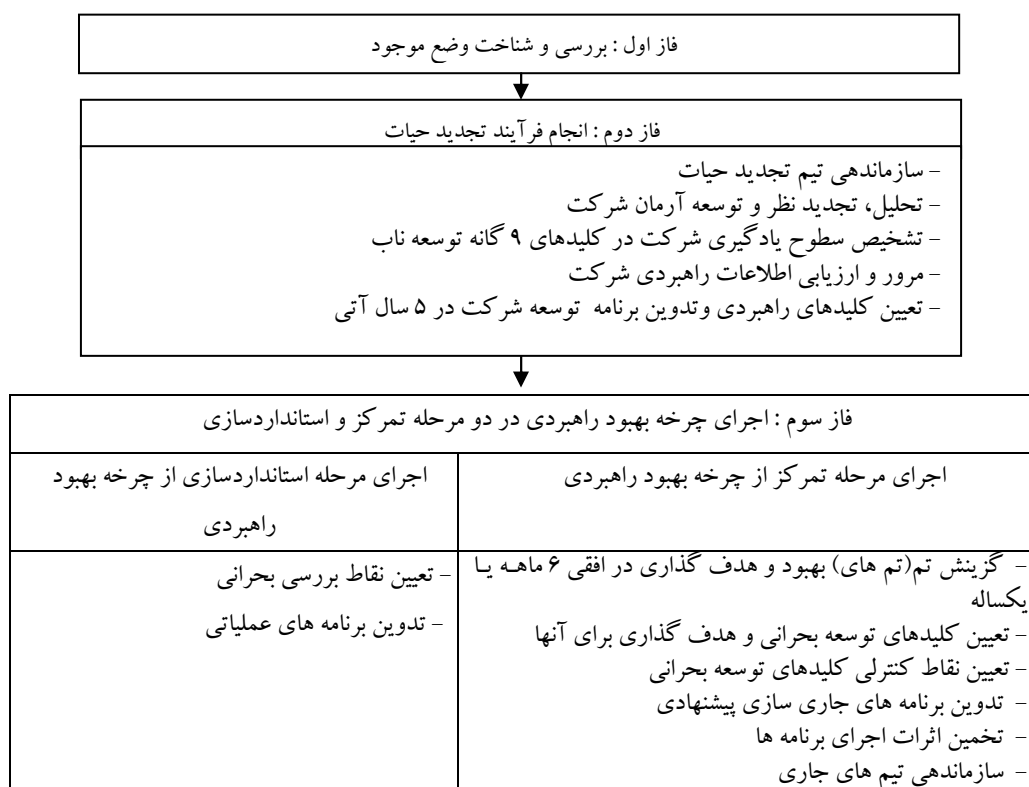 فاز اول : بررسی و شناخت وضع موجود
فاز دوم : انجام فرآیند تجدید حیات
- سازماندهی تیم تجدید حیات
- تحلیل، تجدید نظر و توسعه آرمان شرکت
- تشخیص سطوح یادگیری شرکت در کلیدهای ۹ گانه توسعه ناب
- مرور و ارزیابی اطلاعات راهبردی شرکت
- تعیین کلیدهای راهبردی وتدوین برنامه توسعه شرکت در ۵ سال آتی
فاز سوم : اجرای چرخه بهبود راهبردی در دو مرحله تمرکز و استانداردسازی
اجرای مرحله تمرکز از چرخه بهبود راهبردی
اجرای مرحله استانداردسازی از چرخه بهبود
راهبردی
- گزینش تم(تم های) بهبود و هدف گذاری در افقی ۶ ماهه یا
یکساله
- تعیین کلیدهای توسعه بحرانی و هدف گذاری برای آنها
- تعیین نقاط کنترلی کلیدهای توسعه بحرانی
- تدوین برنامه های جاری سازی پیشنهادی
- تخمین اثرات اجرای برنامه ها
- سازماندهی تیم های جاری
- تعیین نقاط بررسی بحرانی
- تدوین برنامه های عملیاتی